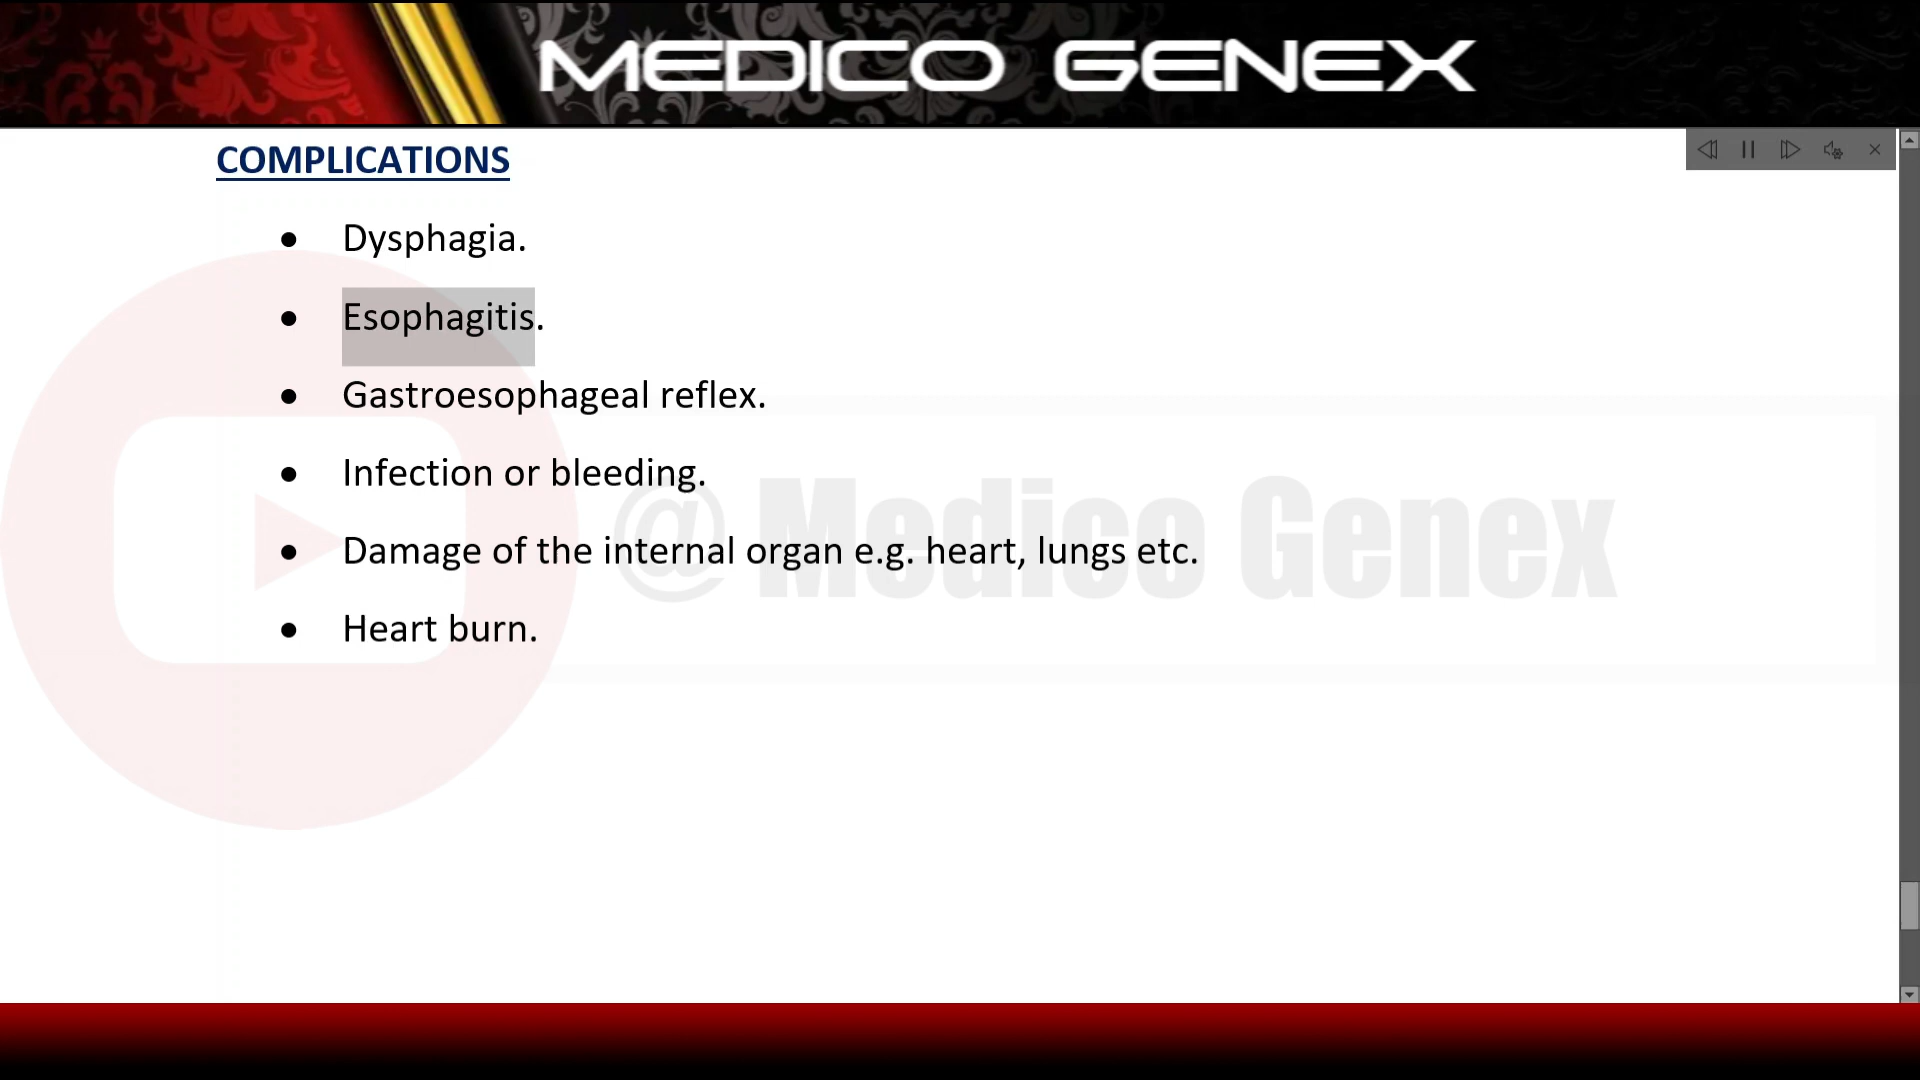 MEDICO GENEX
COMPLICATIONS
● Dysphagia.
● Esophagitis.
● Gastroesophageal reflex.
● Infection or bleeding.
● Damage of the internal organ e.g. heart, lungs etc.
● Heart burn.
@ Medico Genex